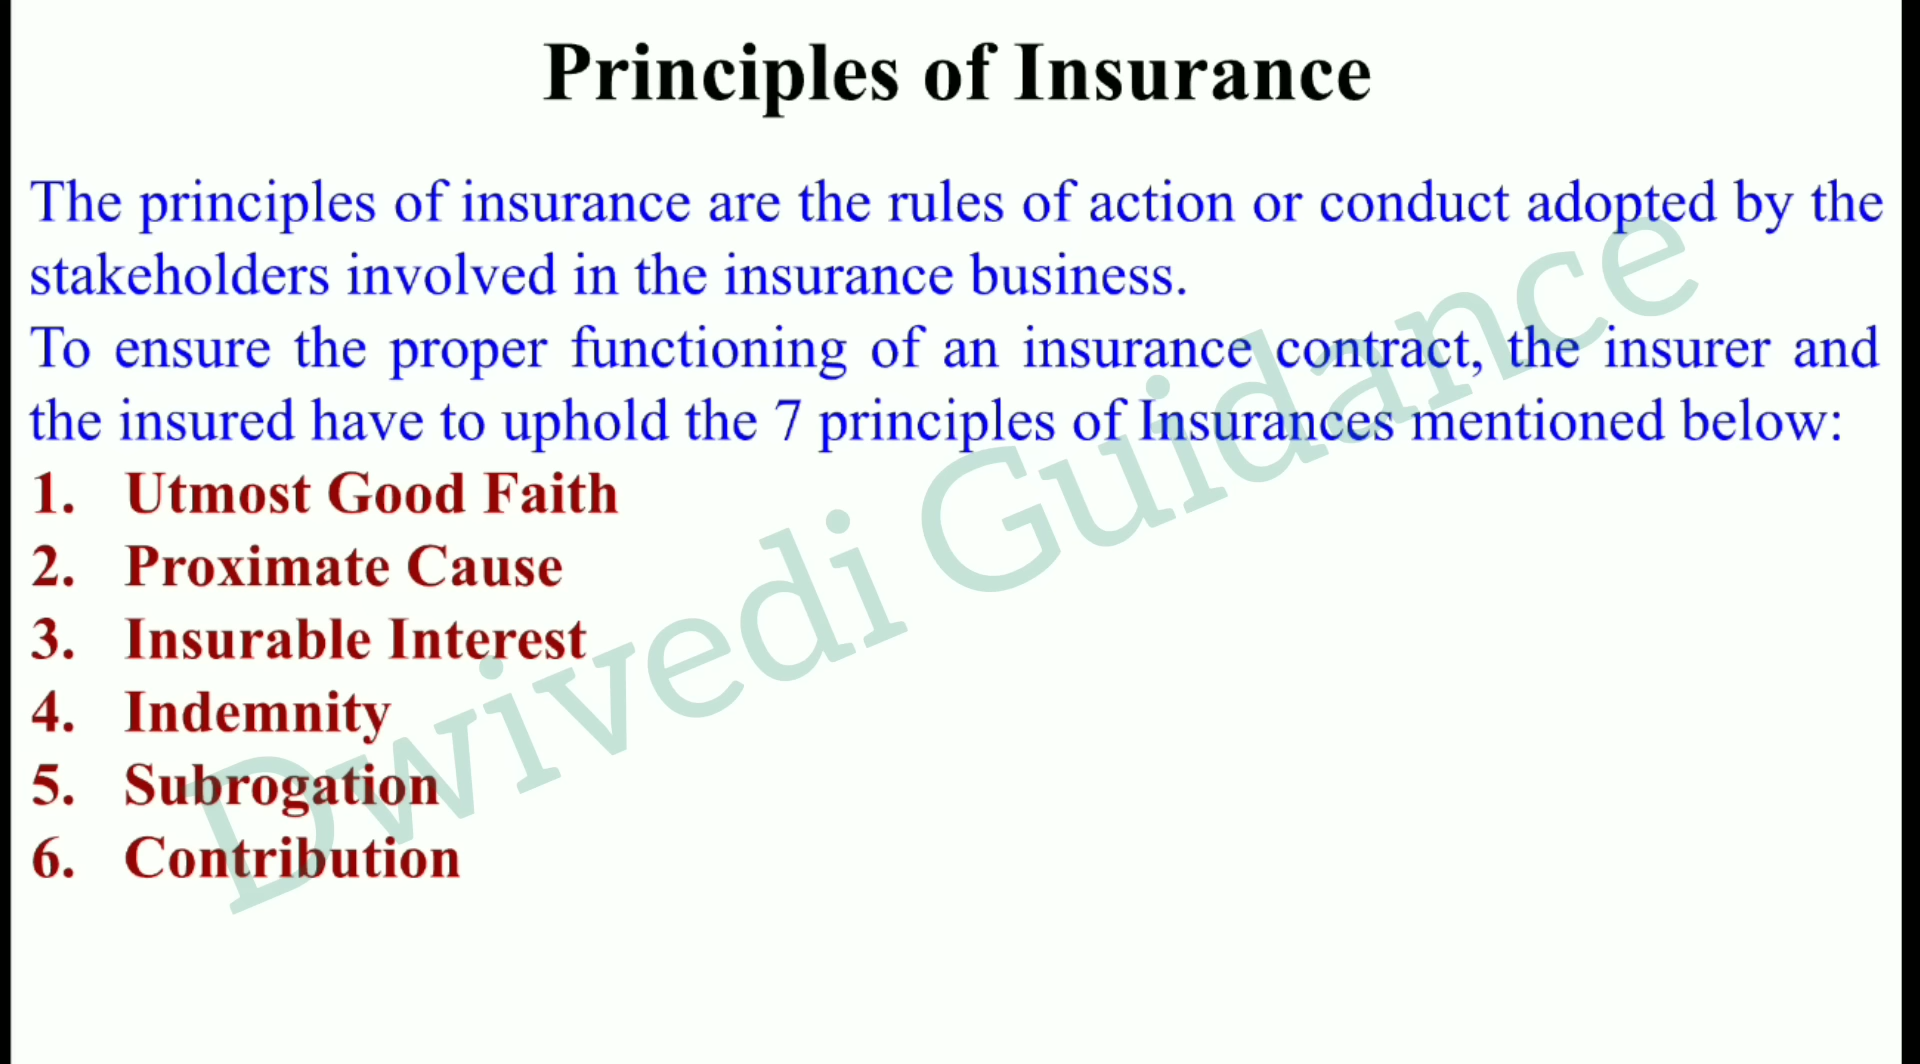 Principles of Insurance
The principles of insurance are the rules of action or conduct adopted by the
stakeholders involved in the insurance business.
To ensure the proper functioning of an insurance contract, the insurer and
the insured have to uphold the 7 principles of Insurances mentioned below:
1. Utmost Good Faith
2. Proximate Cause
3. Insurable Interest
4. Indemnity
5. Subrogation
6. Contribution
Dwivedi Guidance